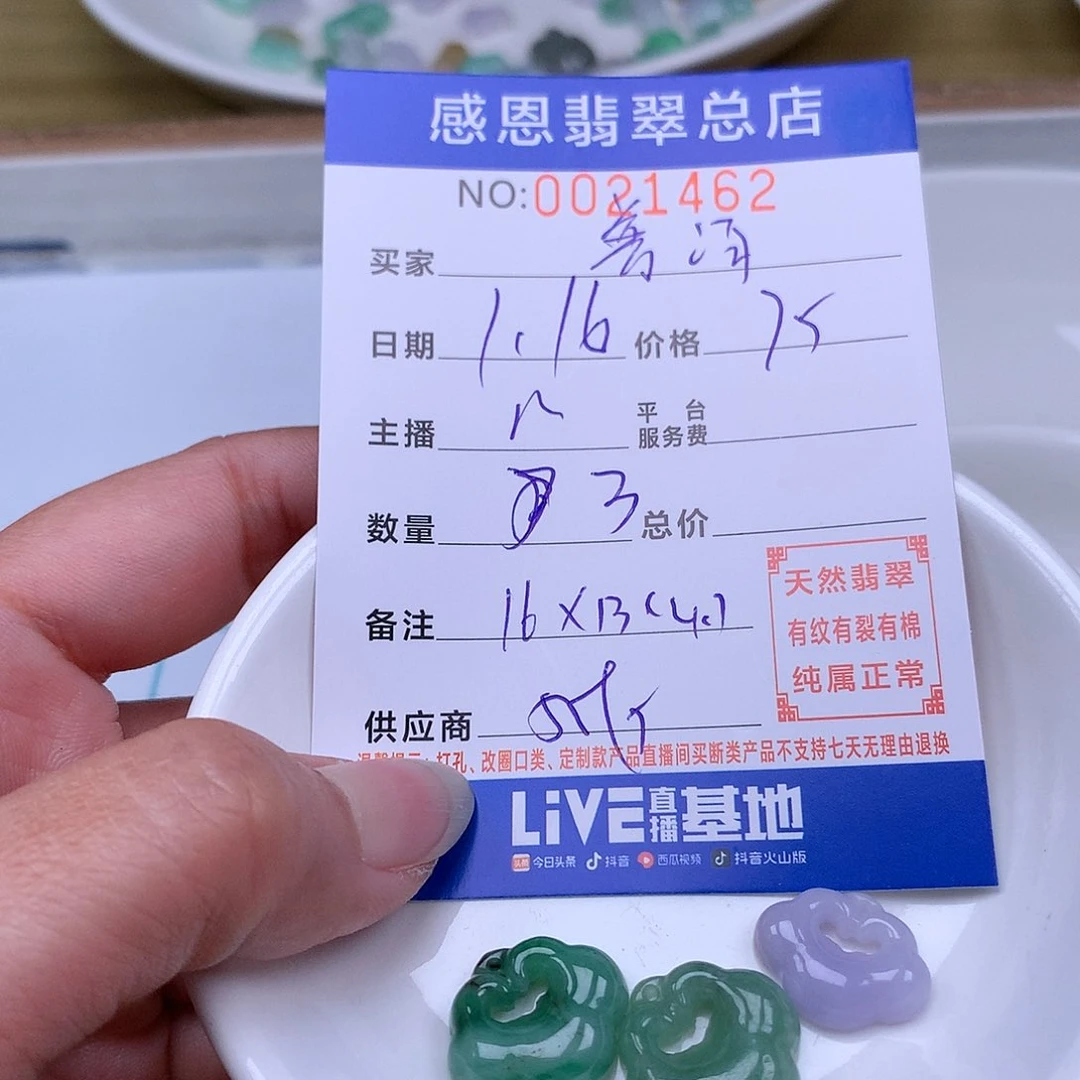 感恩翡翠总店
NO:0021462
买家 普洱
日期 1.16 价格 75
主播
平台
服务费
数量 3 总价
备注 16×13(4.)
天然翡翠
有纹有裂有棉
纯属正常
供应商
温馨提示：打孔、改圈口类、定制款产品直播间买断类产品不支持七天无理由退换
LiVE直播基地
头条 今日头条 抖音 西瓜视频 抖音火山版